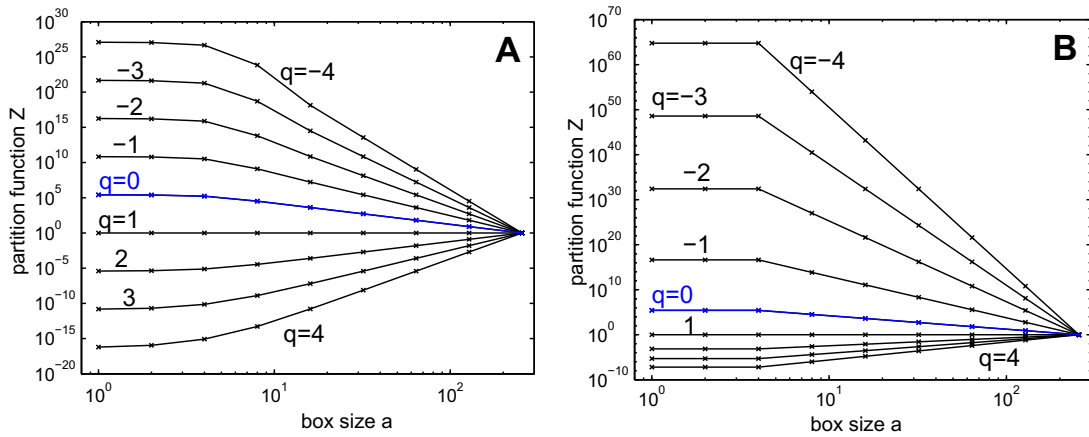 A
partition function Z
10^30
10^25
10^20
10^15
10^10
10^5
10^0
10^−5
10^−10
10^−15
10^−20
q=−4
−3
−2
−1
q=0
q=1
2
3
q=4
10^0
10^1
10^2
box size a
B
partition function Z
10^70
10^60
10^50
10^40
10^30
10^20
10^10
10^0
10^−10
q=−4
q=−3
−2
−1
q=0
1
q=4
10^0
10^1
10^2
box size a